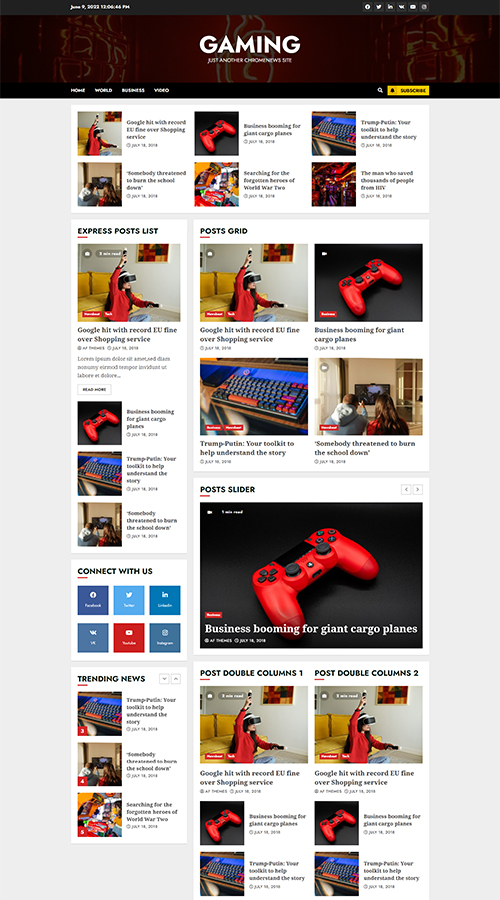 June 9, 2022 12:06:46 PM
GAMING
JUST ANOTHER CHROMENEWS SITE
HOME WORLD BUSINESS VIDEO
SUBSCRIBE
Google hit with record
EU fine over Shopping
service
JULY 18, 2018
Business booming for
giant cargo planes
JULY 18, 2018
Trump-Putin: Your
toolkit to help
understand the story
JULY 18, 2018
‘Somebody threatened
to burn the school
down’
JULY 18, 2018
Searching for the
forgotten heroes of
World War Two
JULY 18, 2018
The man who saved
thousands of people
from HIV
JULY 18, 2018
EXPRESS POSTS LIST
2 min read
Newsbeat Tech
Google hit with record EU fine
over Shopping service
AF THEMES JULY 18, 2018
Lorem ipsum dolor sit amet,sed diam
nonumy eirmod tempor invidunt ut
labore et dolore...
READ MORE
Business booming
for giant cargo
planes
JULY 18, 2018
Trump-Putin: Your
toolkit to help
understand the
story
JULY 18, 2018
‘Somebody
threatened to burn
the school down’
JULY 18, 2018
CONNECT WITH US
Facebook
Twitter
Linkedin
VK
Youtube
Instagram
TRENDING NEWS
3
Trump-Putin: Your
toolkit to help
understand the
story
JULY 18, 2018
4
‘Somebody
threatened to burn
the school down’
JULY 18, 2018
5
Searching for the
forgotten heroes of
World War Two
JULY 18, 2018
POSTS GRID
Newsbeat Tech
Google hit with record EU fine
over Shopping service
JULY 18, 2018
Business
Business booming for giant
cargo planes
JULY 18, 2018
Business Newsbeat
Trump-Putin: Your toolkit to
help understand the story
JULY 18, 2018
Newsbeat
‘Somebody threatened to burn
the school down’
JULY 18, 2018
POSTS SLIDER
1 min read
Business
Business booming for giant cargo planes
AF THEMES JULY 18, 2018
POST DOUBLE COLUMNS 1
2 min read
Newsbeat Tech
Google hit with record EU fine
over Shopping service
AF THEMES JULY 18, 2018
Business booming for
giant cargo planes
JULY 18, 2018
Trump-Putin: Your
toolkit to help
understand the story
JULY 18, 2018
POST DOUBLE COLUMNS 2
2 min read
Newsbeat Tech
Google hit with record EU fine
over Shopping service
AF THEMES JULY 18, 2018
Business booming for
giant cargo planes
JULY 18, 2018
Trump-Putin: Your
toolkit to help
understand the story
JULY 18, 2018